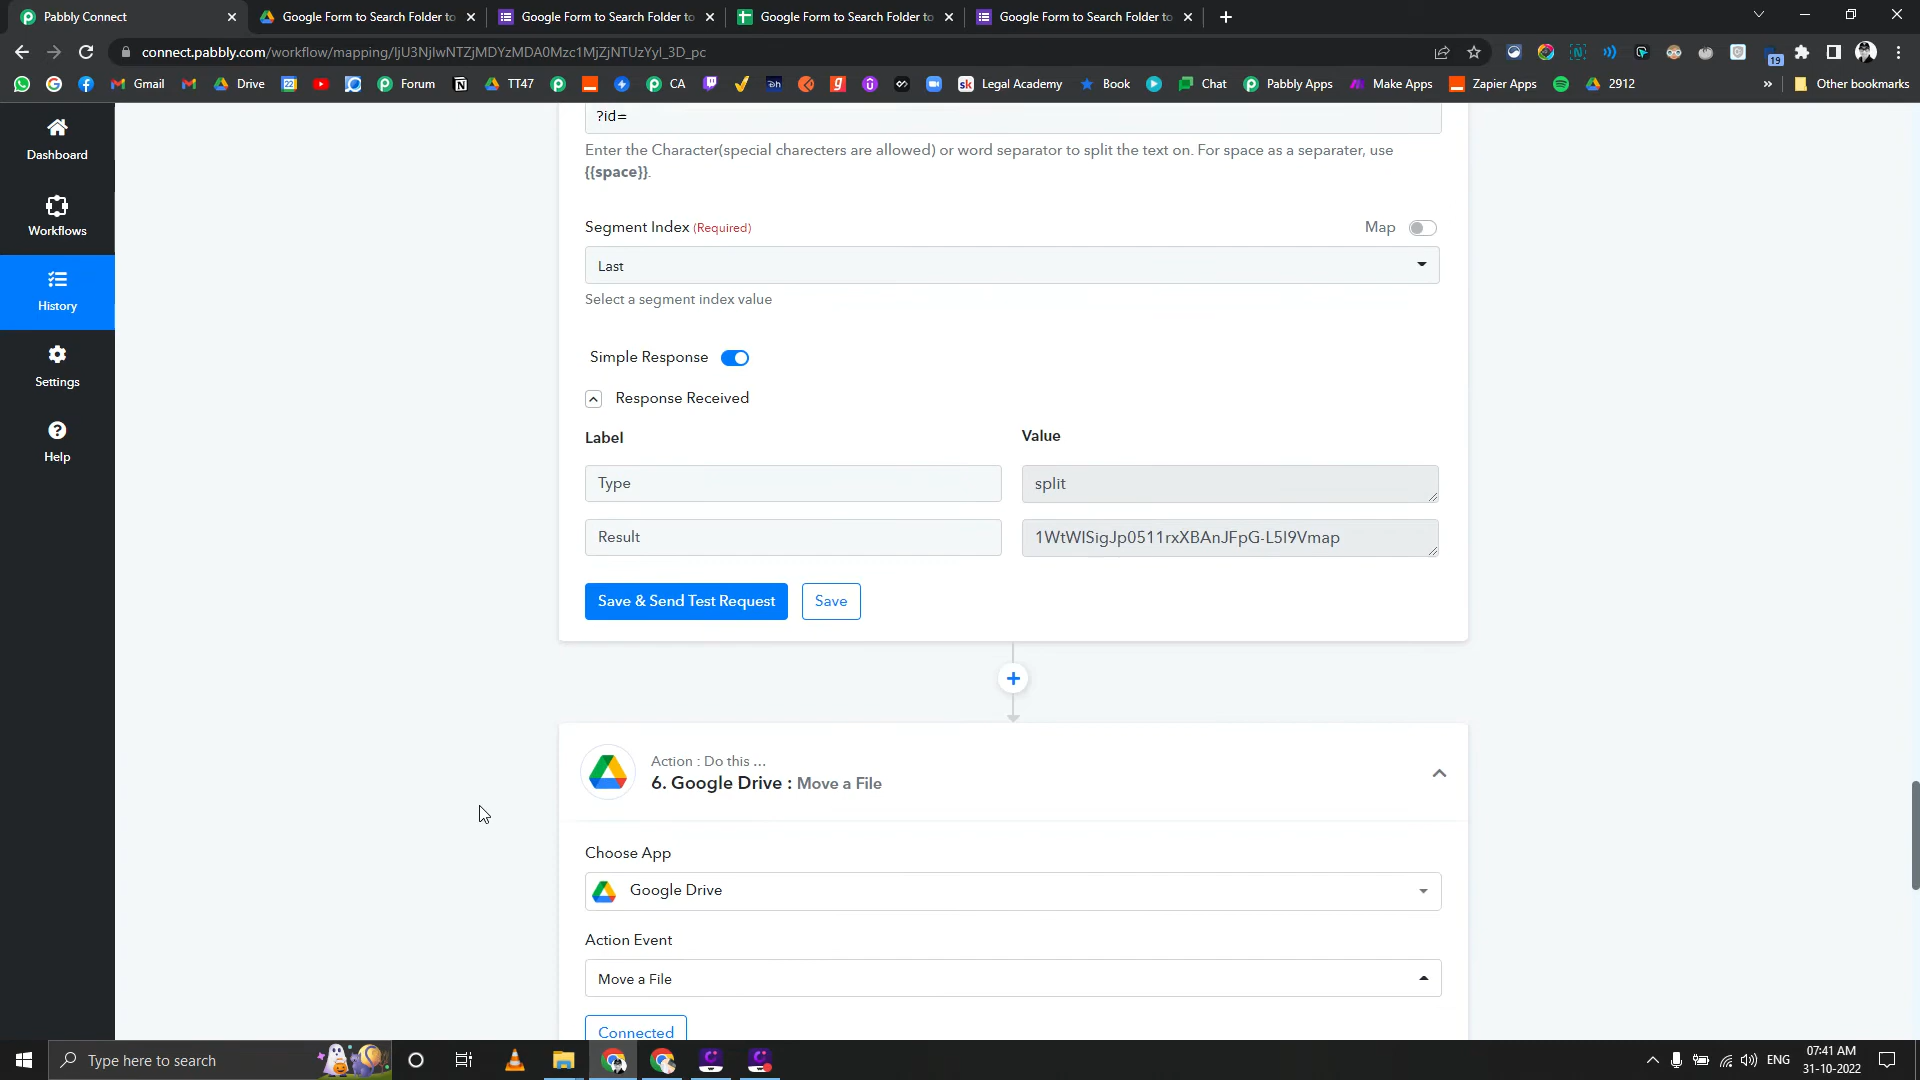 Pabbly Connect
Google Form to Search Folder to
Google Form to Search Folder to
Google Form to Search Folder to
Google Form to Search Folder to
connect.pabbly.com/workflow/mapping/IjU3NjIwNTZjMDYzMDA0Mzc1MjZjNTUzYyI_3D_pc
19
Gmail
Drive
22
Forum
TT47
CA
Legal Academy
Book
Chat
Pabbly Apps
Make Apps
Zapier Apps
2912
»
Other bookmarks
Dashboard
Workflows
History
Settings
Help
?id=
Enter the Character(special charecters are allowed) or word separator to split the text on. For space as a separater, use
{{space}}.
Segment Index (Required)
Map
Last
Select a segment index value
Simple Response
Response Received
Label
Value
Type
split
Result
1WtWlSigJp0511rxXBAnJFpG-L5l9Vmap
Save & Send Test Request
Save
Action : Do this ...
6. Google Drive : Move a File
Choose App
Google Drive
Action Event
Move a File
Connected
Type here to search
ENG
07:41 AM
31-10-2022